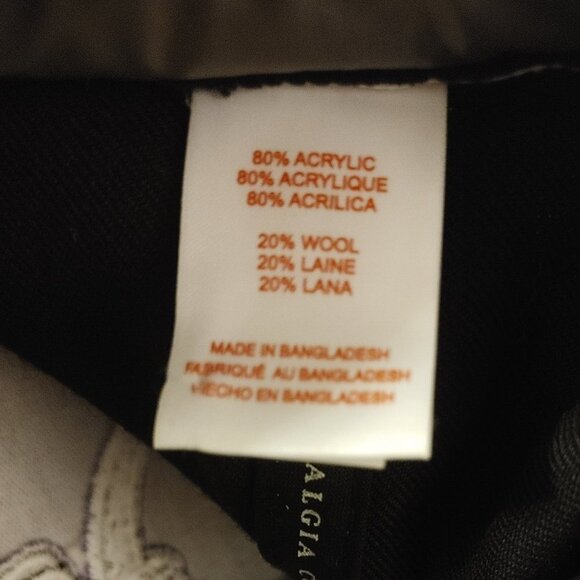 80% ACRYLIC
80% ACRYLIQUE
80% ACRILICA
20% WOOL
20% LAINE
20% LANA
MADE IN BANGLADESH
FABRIQUÉ AU BANGLADESH
HECHO EN BANGLADESH
ALGIA